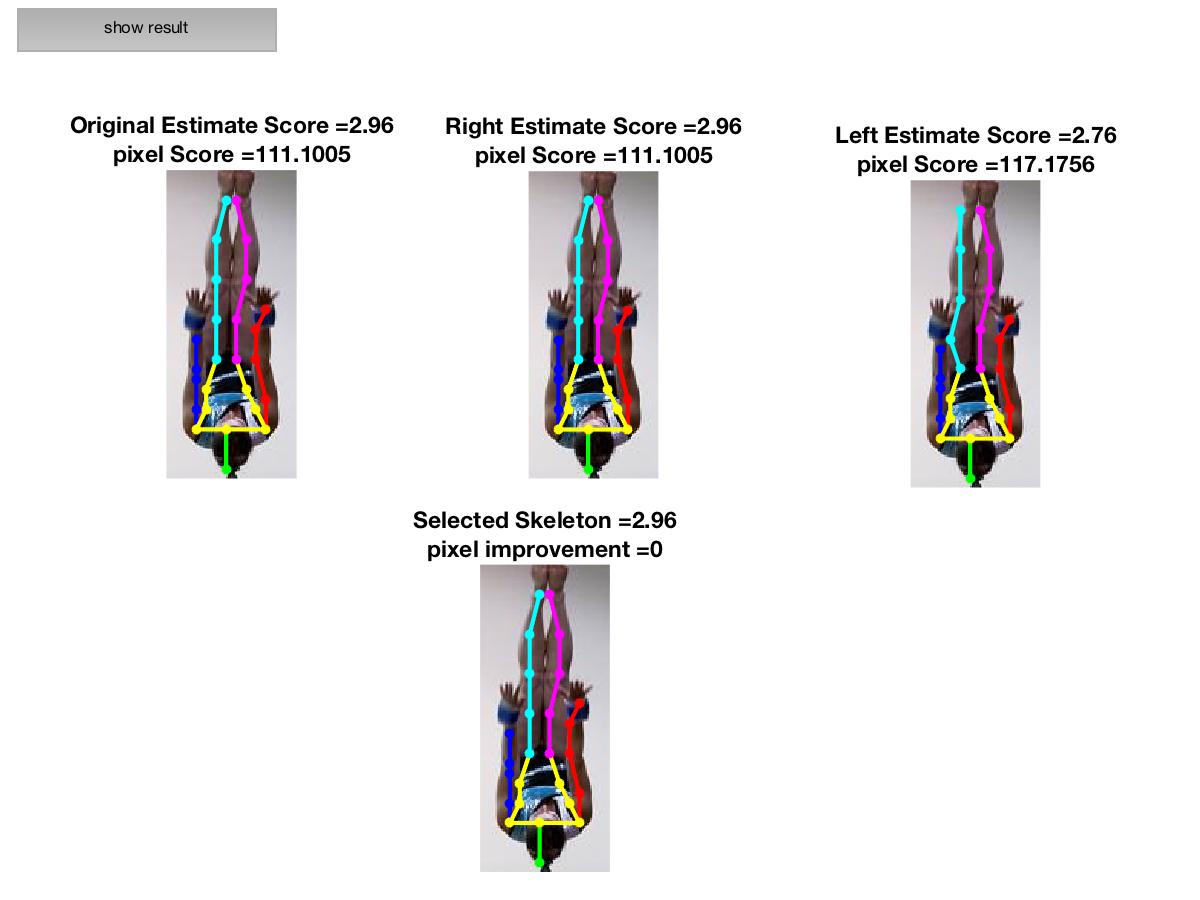 show result
Original Estimate Score =2.96
pixel Score =111.1005
Right Estimate Score =2.96
pixel Score =111.1005
Left Estimate Score =2.76
pixel Score =117.1756
Selected Skeleton =2.96
pixel improvement =0